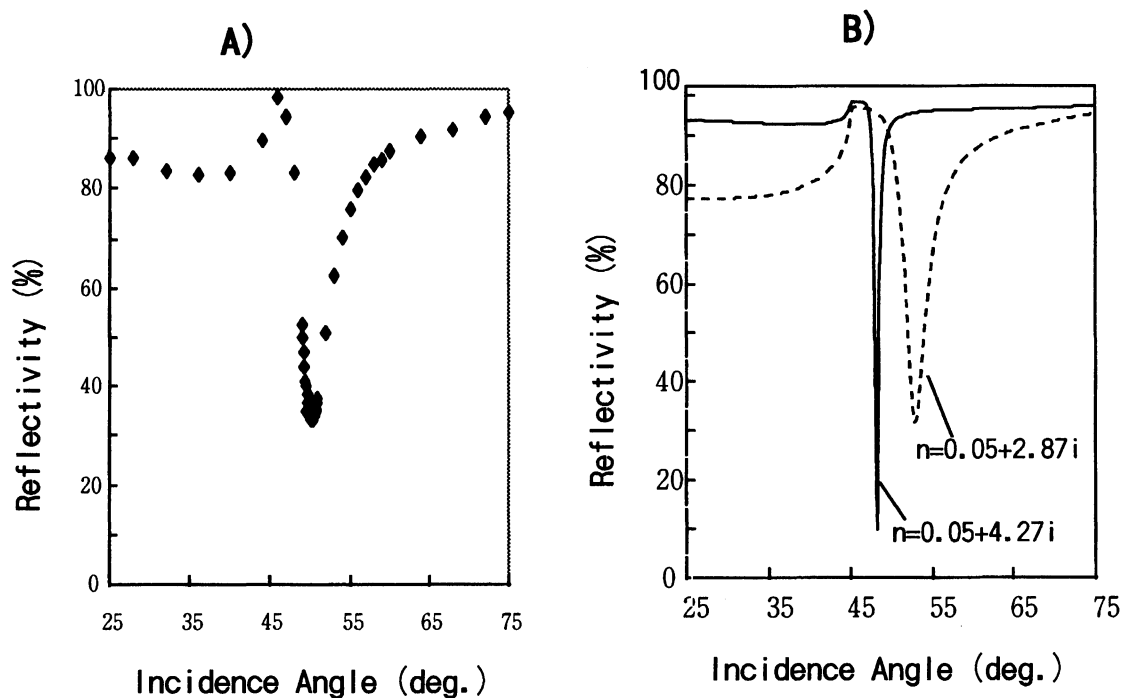 A)
100
80
60
40
20
0
25 35 45 55 65 75
Reflectivity (%)
Incidence Angle (deg.)
B)
100
80
60
40
20
0
25 35 45 55 65 75
Reflectivity (%)
Incidence Angle (deg.)
n=0.05+2.87i
n=0.05+4.27i